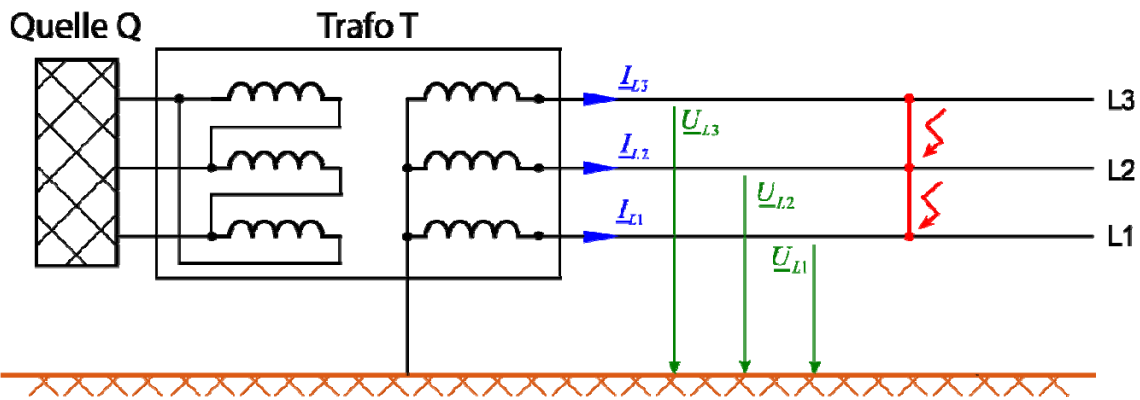 Quelle Q
Trafo T
I_L3
L3
U_L3
I_L2
L2
U_L2
I_L1
L1
U_L1